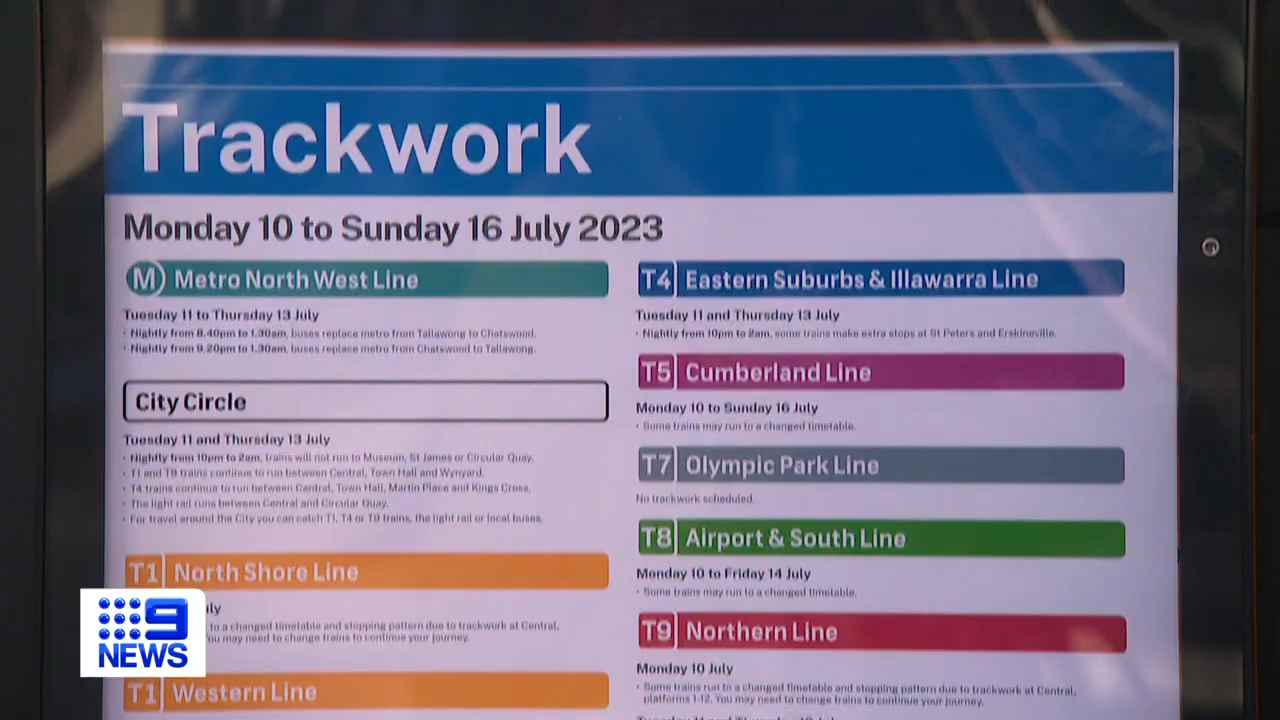 Trackwork
Monday 10 to Sunday 16 July 2023
M Metro North West Line
Tuesday 11 to Thursday 13 July
• Nightly from 8.40pm to 1.30am, buses replace metro from Tallawong to Chatswood.
• Nightly from 9.20pm to 1.30am, buses replace metro from Chatswood to Tallawong.
City Circle
Tuesday 11 and Thursday 13 July
• Nightly from 10pm to 2am, trains will not run to Museum, St James or Circular Quay.
• T1 and T9 trains continue to run between Central, Town Hall and Wynyard.
• T4 trains continue to run between Central, Town Hall, Martin Place and Kings Cross.
• The light rail runs between Central and Circular Quay.
• For travel around the City you can catch T1, T4 or T9 trains, the light rail or local buses.
T1 North Shore Line
to a changed timetable and stopping pattern due to trackwork at Central,
You may need to change trains to continue your journey.
T1 Western Line
T4 Eastern Suburbs & Illawarra Line
Tuesday 11 and Thursday 13 July
• Nightly from 10pm to 2am, some trains make extra stops at St Peters and Erskineville.
T5 Cumberland Line
Monday 10 to Sunday 16 July
• Some trains may run to a changed timetable.
T7 Olympic Park Line
No trackwork scheduled.
T8 Airport & South Line
Monday 10 to Friday 14 July
• Some trains may run to a changed timetable.
T9 Northern Line
Monday 10 July
• Some trains run to a changed timetable and stopping pattern due to trackwork at Central,
platforms 1-12. You may need to change trains to continue your journey.
9
NEWS